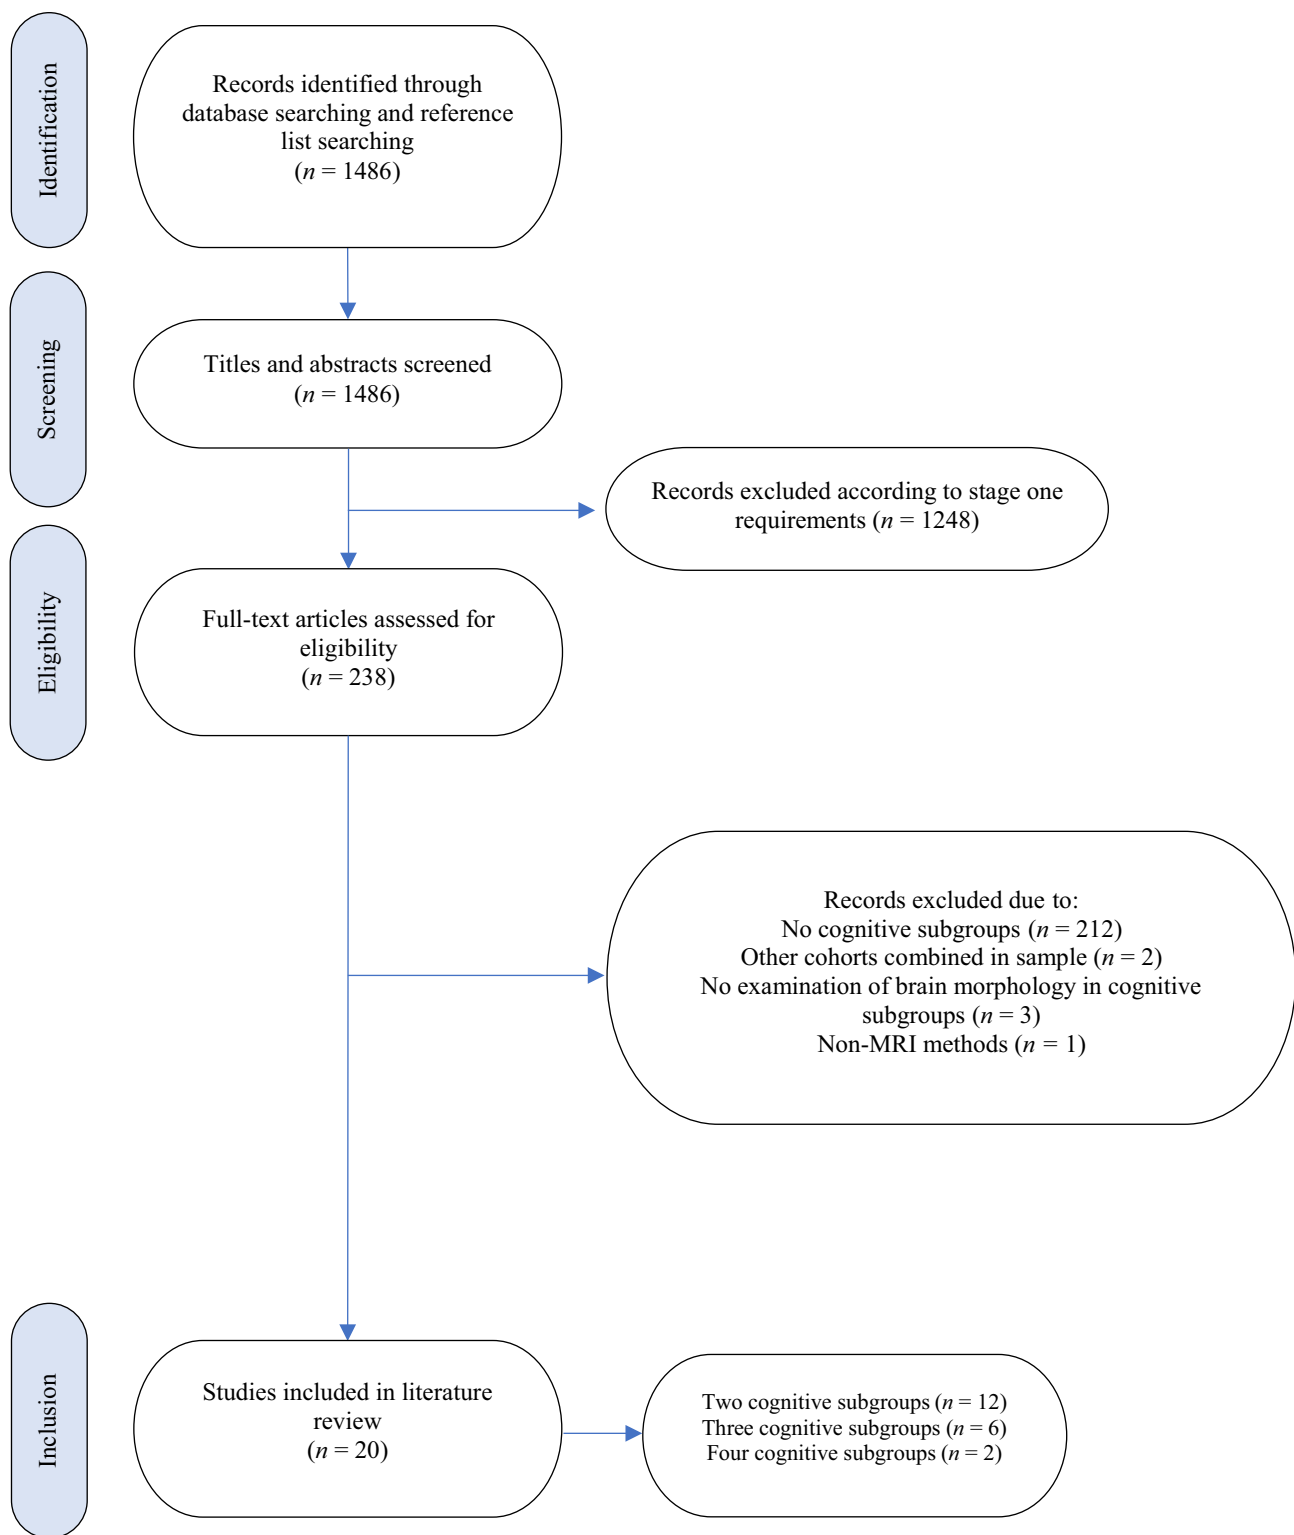 Identification
Records identified through
database searching and reference
list searching
(n = 1486)
Screening
Titles and abstracts screened
(n = 1486)
Records excluded according to stage one
requirements (n = 1248)
Eligibility
Full-text articles assessed for
eligibility
(n = 238)
Records excluded due to:
No cognitive subgroups (n = 212)
Other cohorts combined in sample (n = 2)
No examination of brain morphology in cognitive
subgroups (n = 3)
Non-MRI methods (n = 1)
Inclusion
Studies included in literature
review
(n = 20)
Two cognitive subgroups (n = 12)
Three cognitive subgroups (n = 6)
Four cognitive subgroups (n = 2)